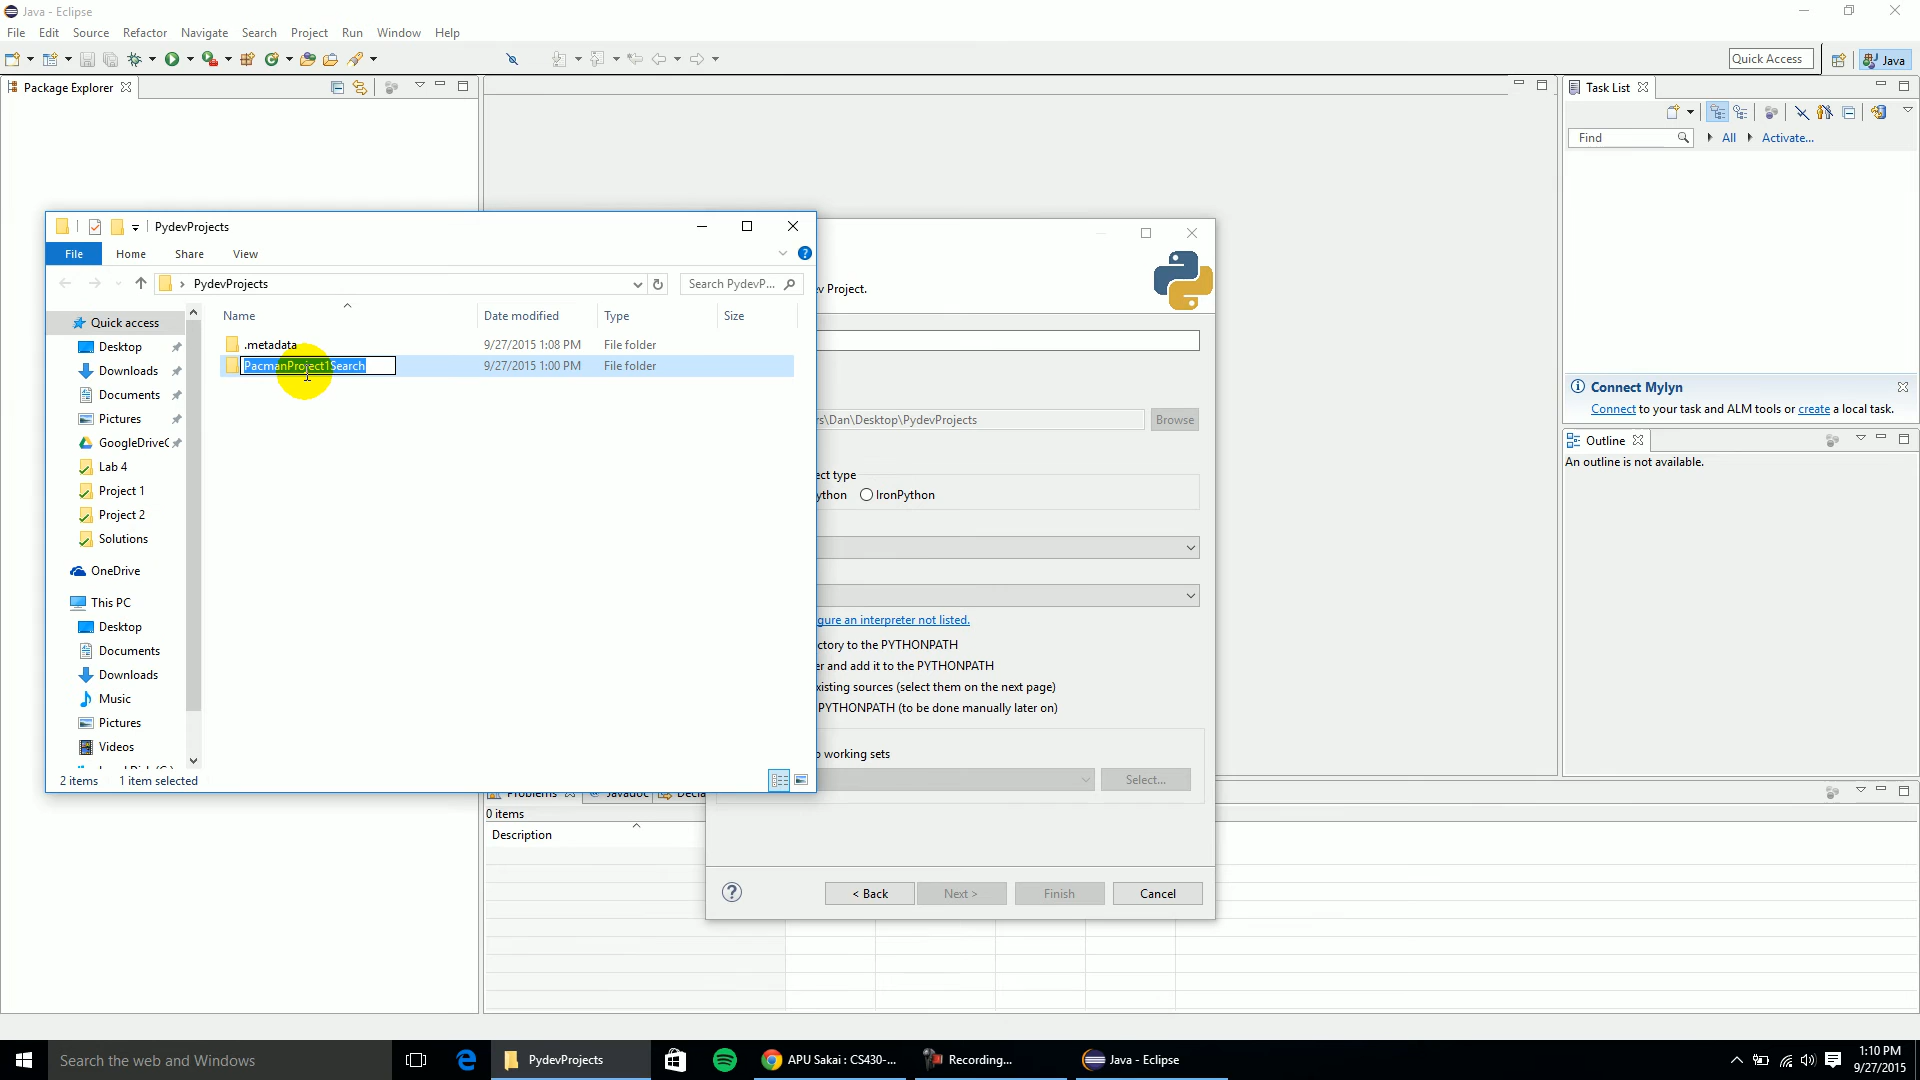 Java - Eclipse
File Edit Source Refactor Navigate Search Project Run Window Help
Quick Access
Java
Package Explorer
Task List
Find
All
Activate...
Connect Mylyn
Connect to your task and ALM tools or create a local task.
Outline
An outline is not available.
PydevProjects
File Home Share View
PydevProjects
Search PydevP...
Name Date modified Type Size
.metadata 9/27/2015 1:08 PM File folder
PacmanProject1Search 9/27/2015 1:00 PM File folder
Quick access
Desktop
Downloads
Documents
Pictures
GoogleDrive
Lab 4
Project 1
Project 2
Solutions
OneDrive
This PC
Desktop
Documents
Downloads
Music
Pictures
Videos
2 items 1 item selected
v Project.
s\Dan\Desktop\PydevProjects
Browse
ect type
ython IronPython
gure an interpreter not listed.
ctory to the PYTHONPATH
er and add it to the PYTHONPATH
xisting sources (select them on the next page)
PYTHONPATH (to be done manually later on)
o working sets
Select...
< Back Next > Finish Cancel
Problems Javadoc Decla
0 items
Description
Search the web and Windows
PydevProjects
APU Sakai : CS430-...
Recording...
Java - Eclipse
1:10 PM
9/27/2015